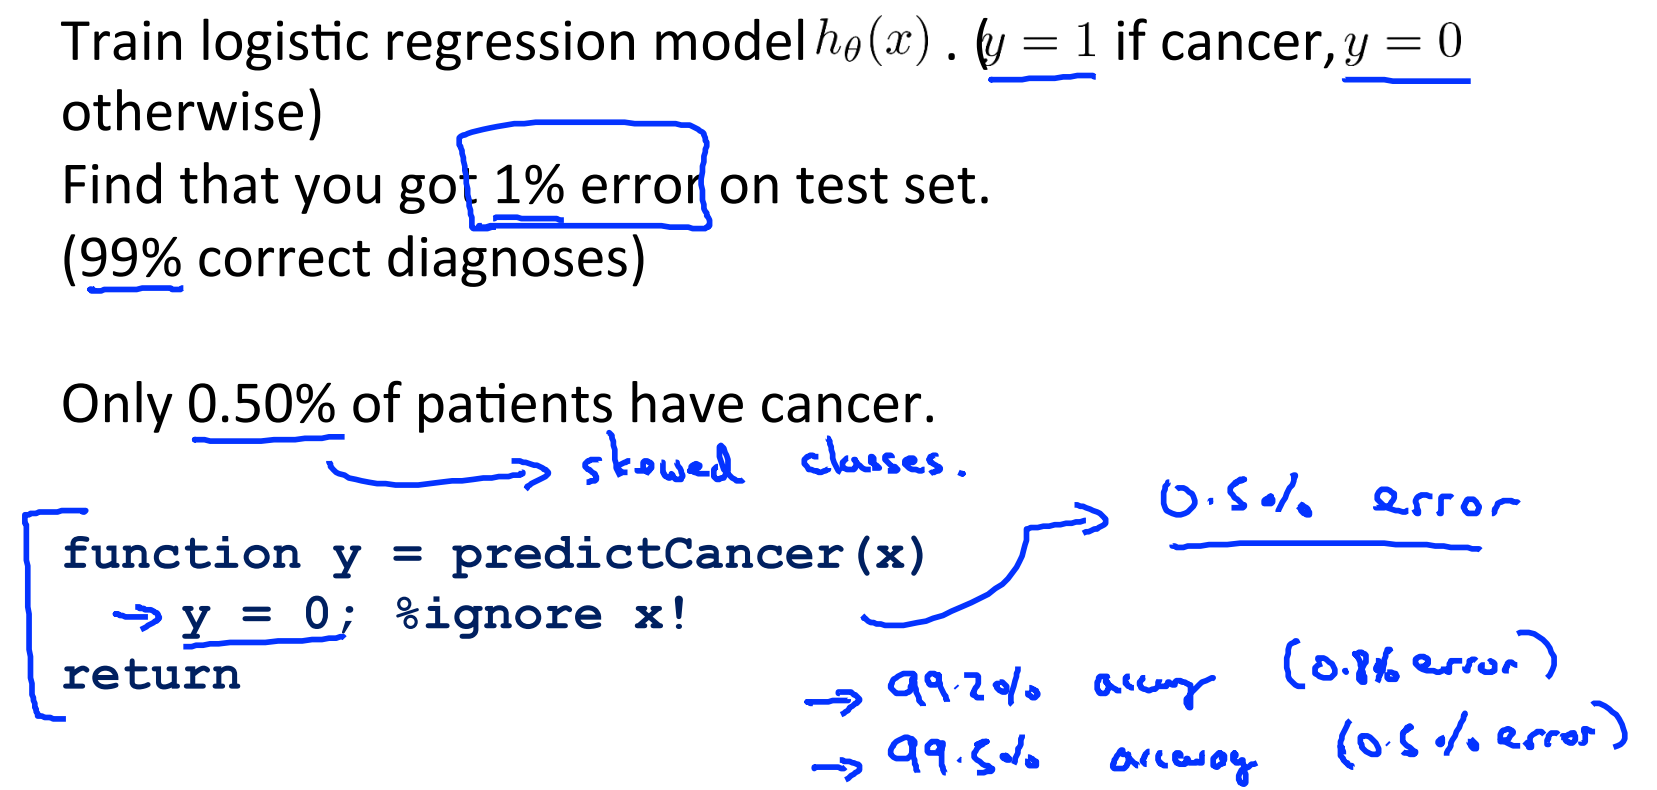 Train logistic regression model hθ(x). (y = 1 if cancer, y = 0
otherwise)
Find that you got 1% error on test set.
(99% correct diagnoses)
Only 0.50% of patients have cancer.
skewed classes.
0.5% error
function y = predictCancer(x)
→ y = 0; %ignore x!
return
→ 99.2% accuracy (0.8% error)
→ 99.5% accuracy (0.5% error)